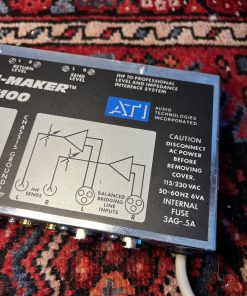 L R
RETURN
LEVEL
L R
SEND
LEVEL
IHF TO PROFESSIONAL
LEVEL AND IMPEDANCE
INTERFACE SYSTEM
-MAKER™
100
ATI
AUDIO
TECHNOLOGIES
INCORPORATED
CHASSIS GROUND
CAUTION
DISCONNECT
AC POWER
BEFORE
REMOVING
COVER.
115/230 VAC
50-60HZ 6VA
INTERNAL
FUSE
3AG-.5A
IHF
SENDS
L R
BALANCED
BRIDGING
LINE
INPUTS
L R